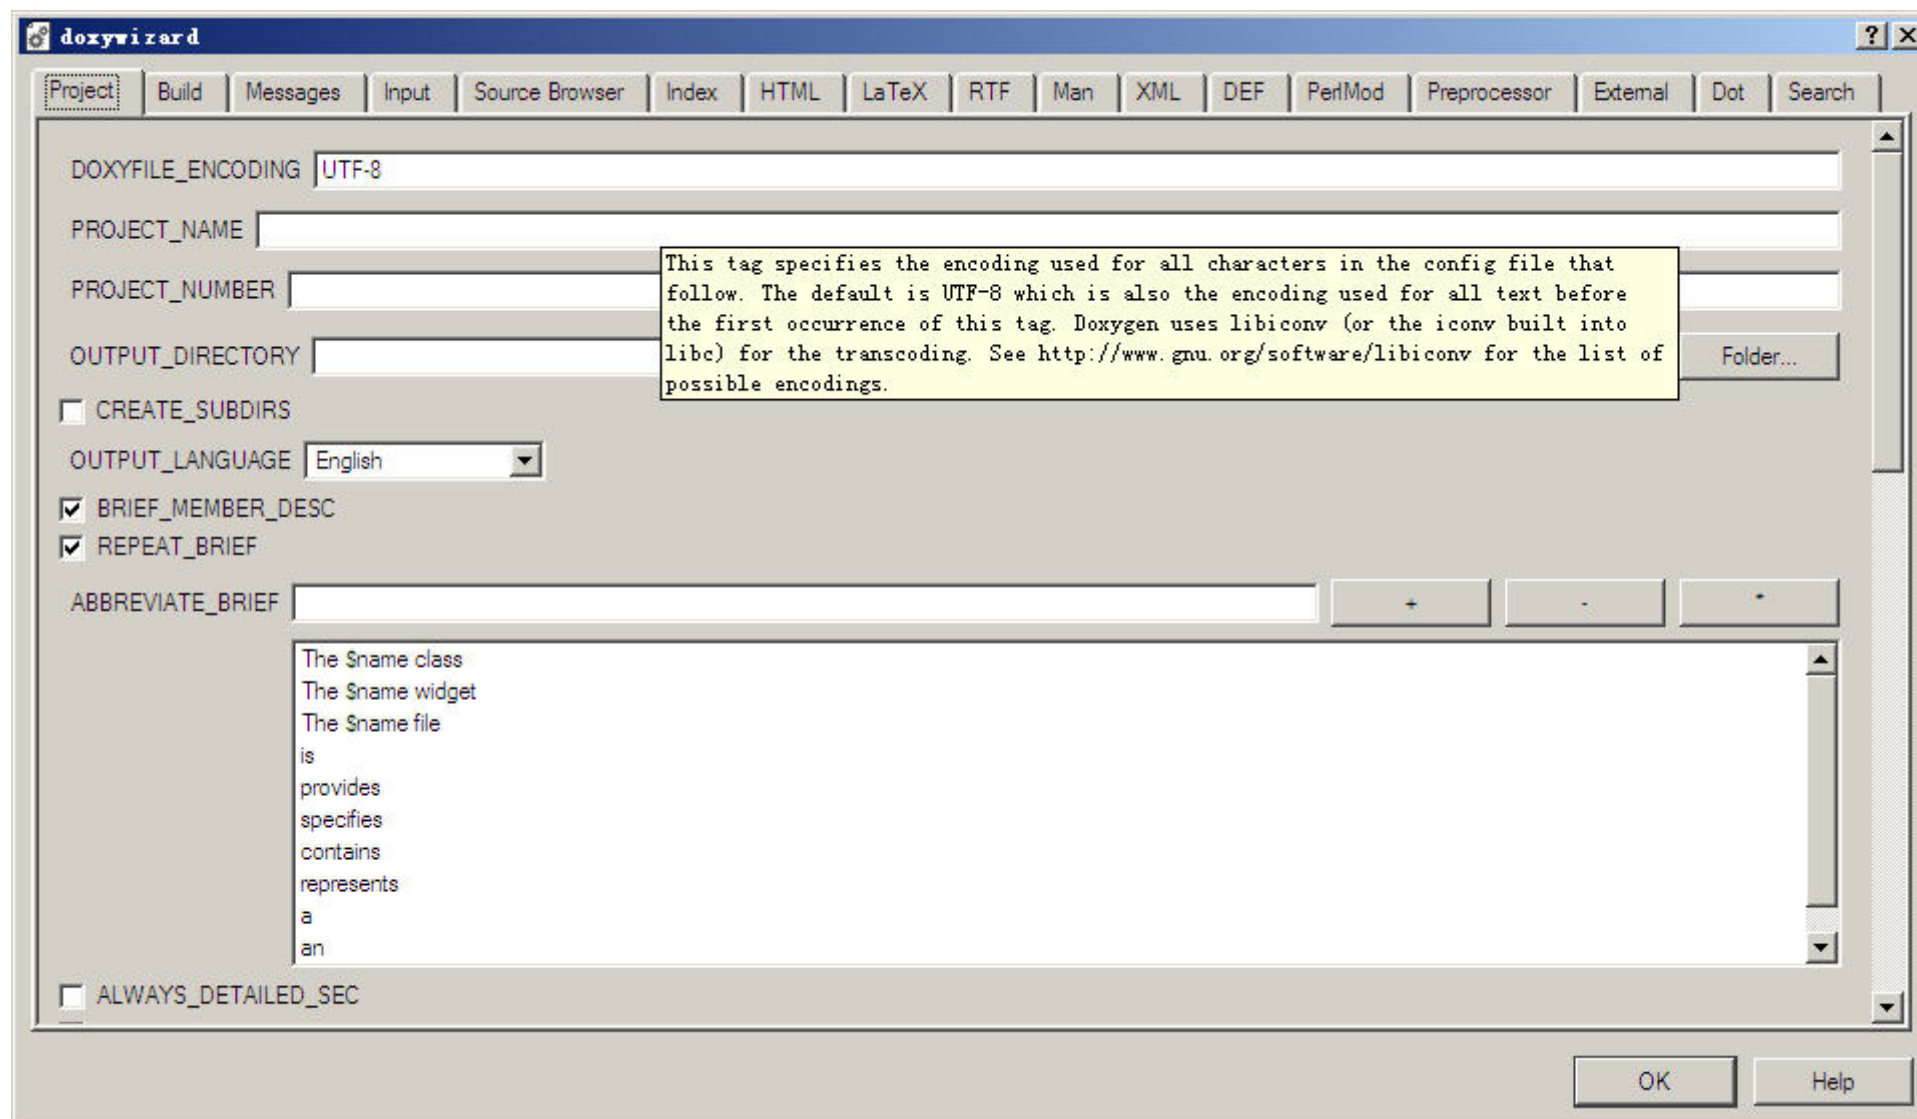 doxywizard
Project Build Messages Input Source Browser Index HTML LaTeX RTF Man XML DEF PerlMod Preprocessor External Dot Search
DOXYFILE_ENCODING UTF-8
PROJECT_NAME
PROJECT_NUMBER
This tag specifies the encoding used for all characters in the config file that
follow. The default is UTF-8 which is also the encoding used for all text before
the first occurrence of this tag. Doxygen uses libiconv (or the iconv built into
libc) for the transcoding. See http://www.gnu.org/software/libiconv for the list of
possible encodings.
OUTPUT_DIRECTORY Folder...
CREATE_SUBDIRS
OUTPUT_LANGUAGE English
BRIEF_MEMBER_DESC
REPEAT_BRIEF
ABBREVIATE_BRIEF + - *
The $name class
The $name widget
The $name file
is
provides
specifies
contains
represents
a
an
ALWAYS_DETAILED_SEC
OK Help